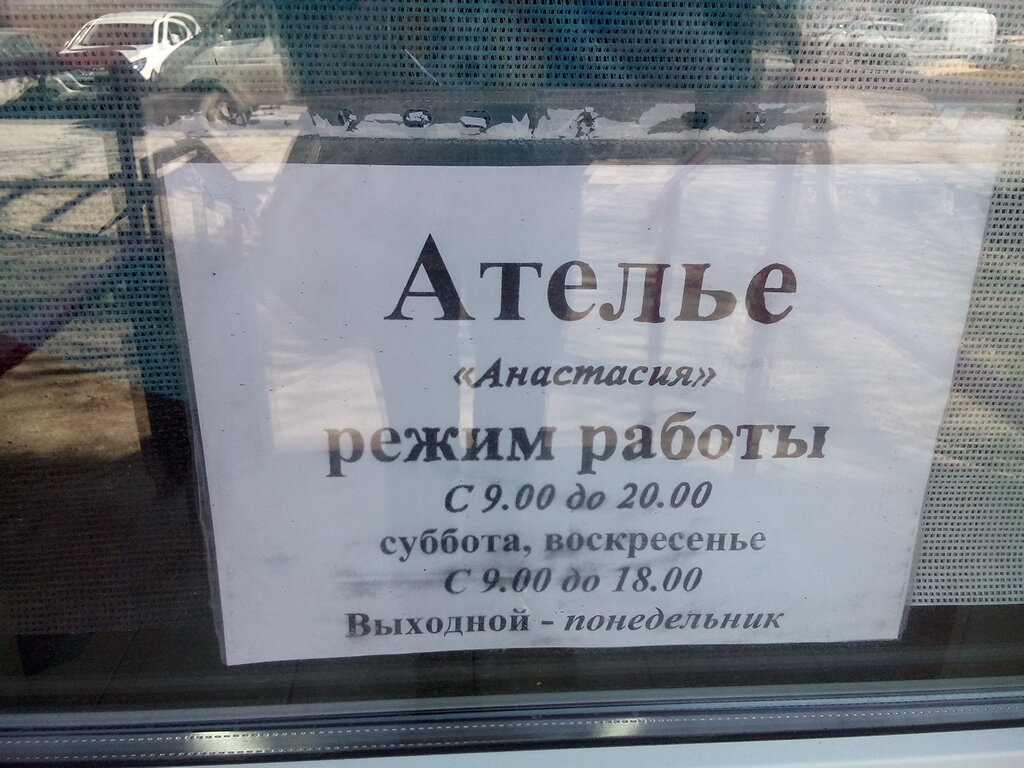 Ателье
«Анастасия»
режим работы
С 9.00 до 20.00
суббота, воскресенье
С 9.00 до 18.00
Выходной - понедельник